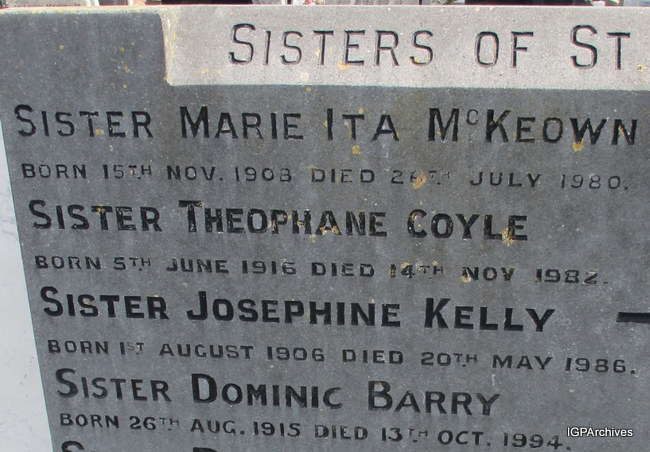 SISTERS OF ST
SISTER MARIE ITA McKEOWN
BORN 15TH NOV. 1908 DIED JULY 1980.
SISTER THEOPHANE COYLE
BORN 5TH JUNE 1916 DIED 14TH NOV 1982.
SISTER JOSEPHINE KELLY —
BORN 1ST AUGUST 1906 DIED 20TH MAY 1986.
SISTER DOMINIC BARRY
BORN 26TH AUG. 1915 DIED 13TH OCT. 1994.
IGPArchives